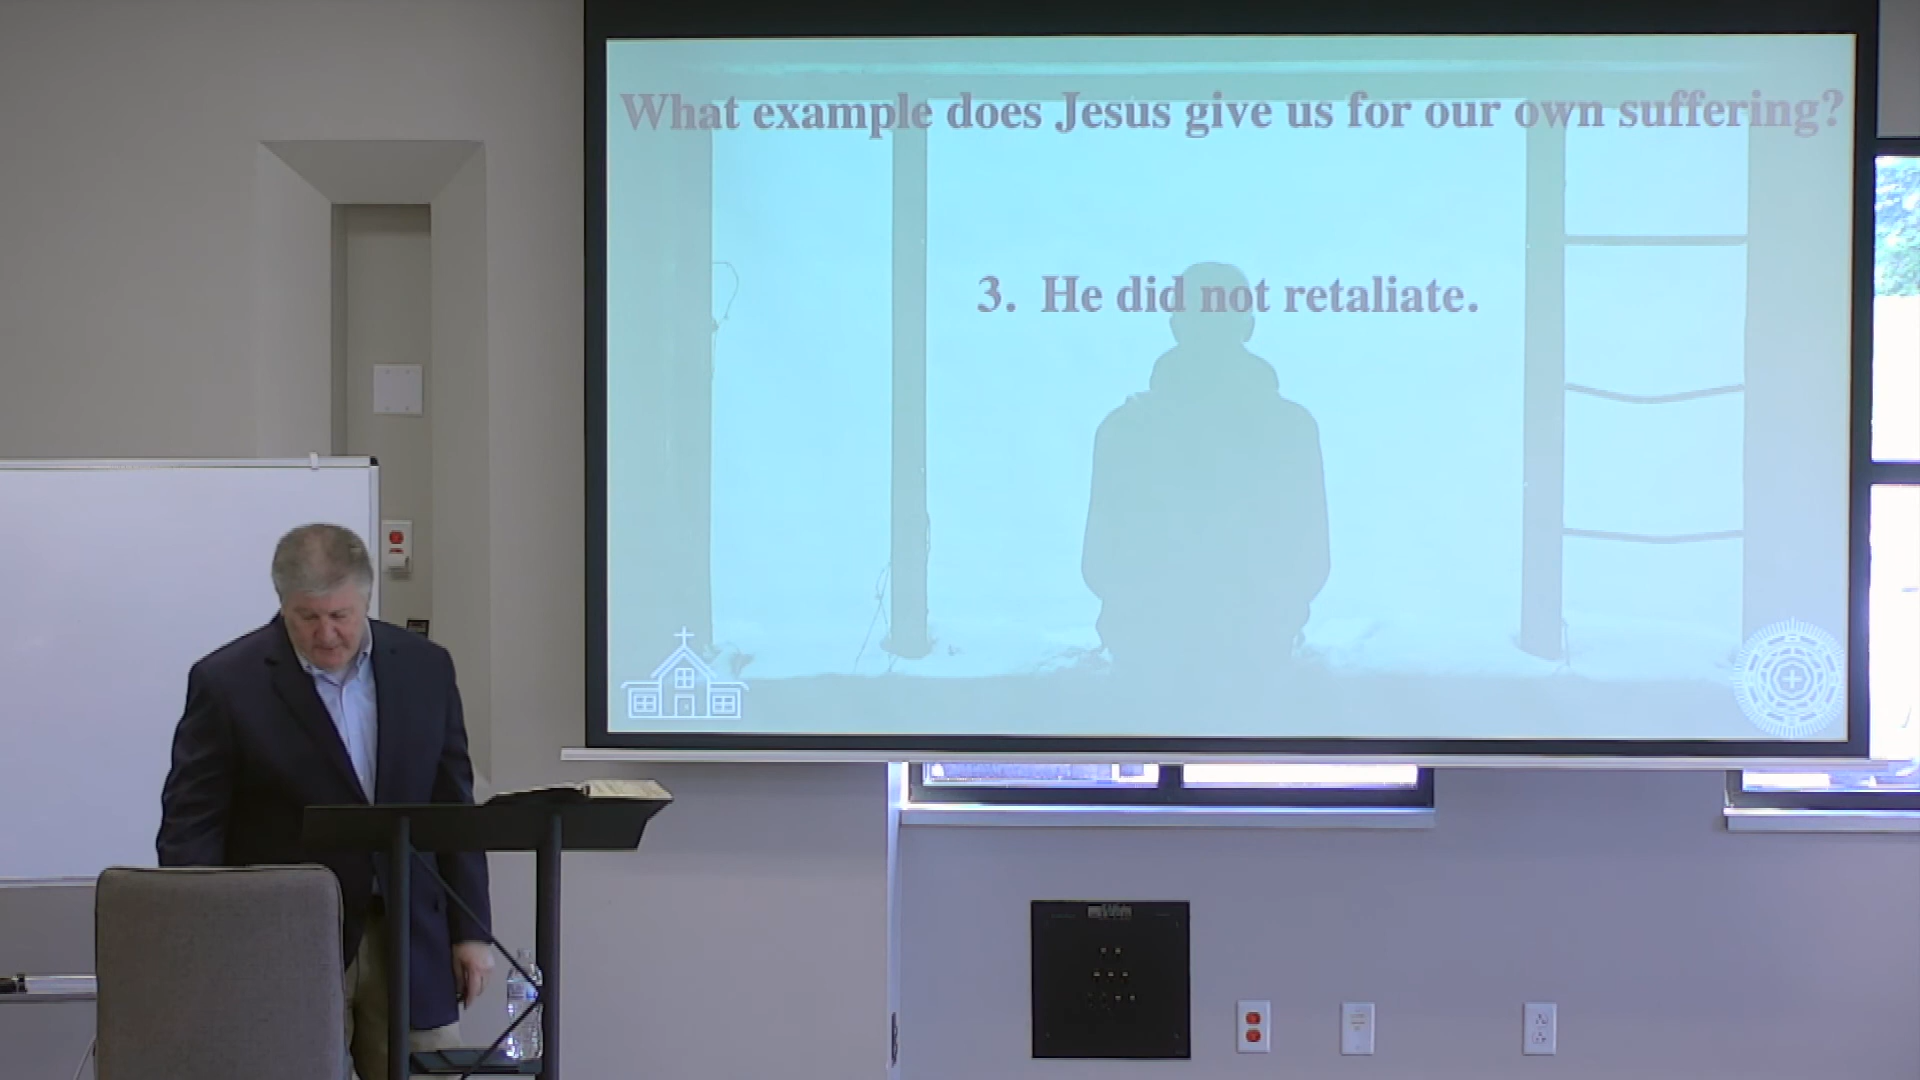 What example does Jesus give us for our own suffering?
3. He did not retaliate.